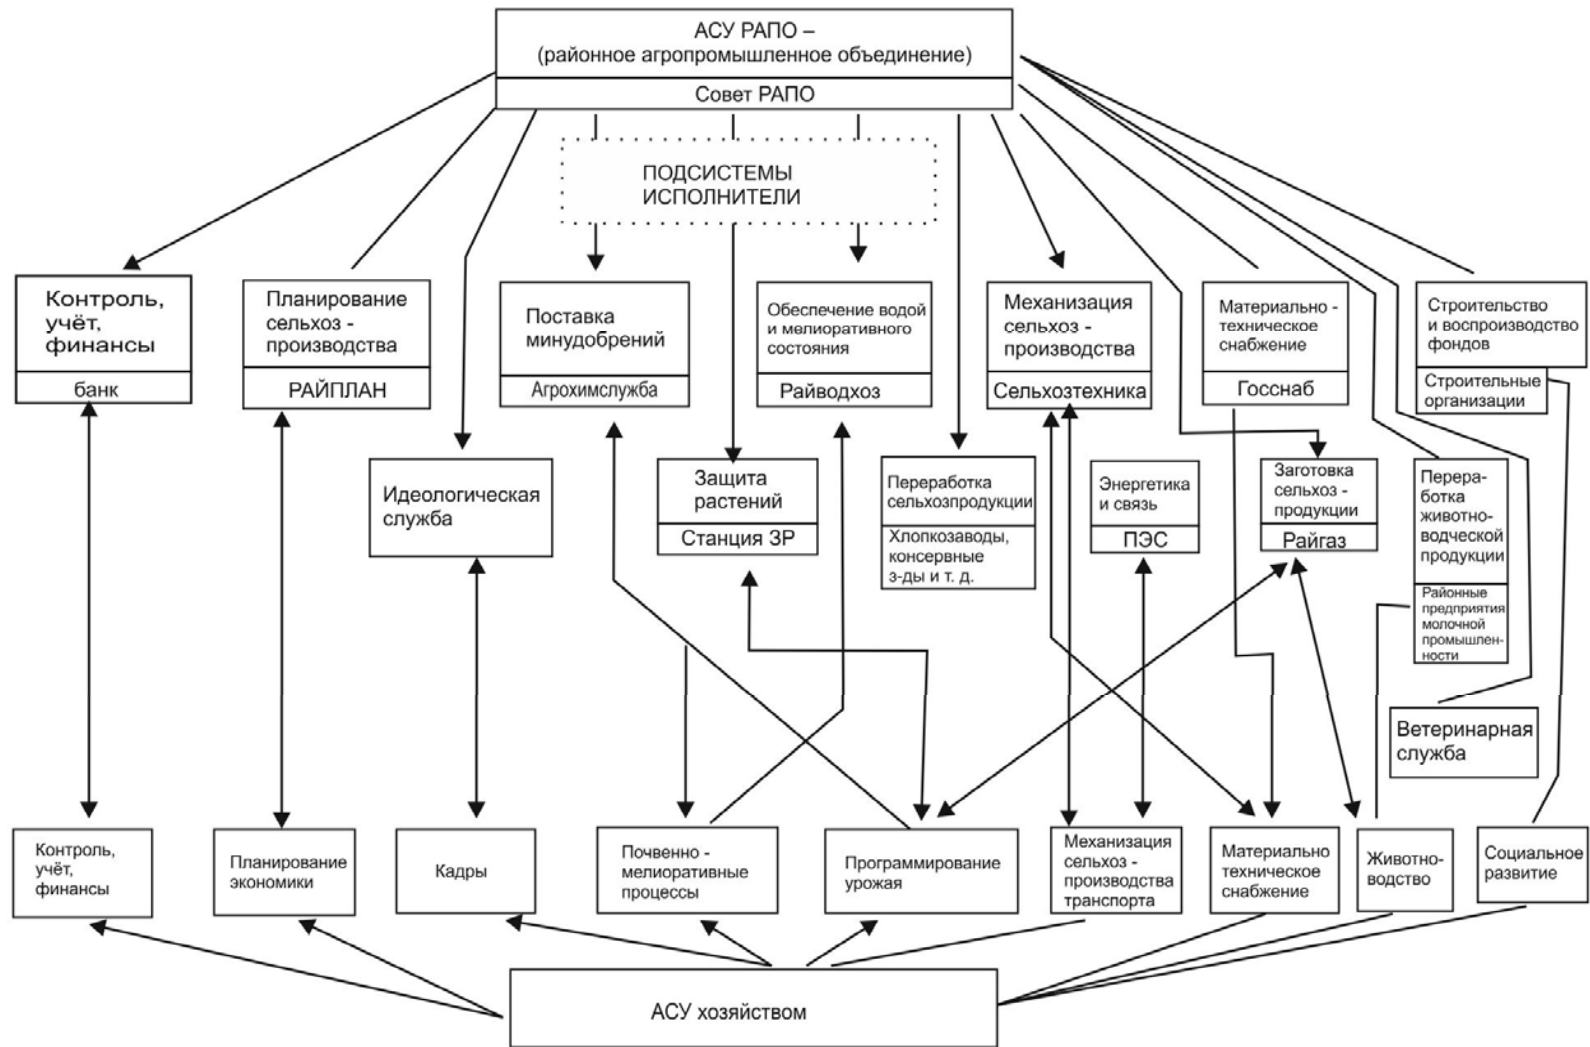 АСУ РАПО –
(районное агропромышленное объединение)
Совет РАПО
ПОДСИСТЕМЫ
ИСПОЛНИТЕЛИ
Контроль,
учёт,
финансы
банк
Планирование
сельхоз -
производства
РАЙПЛАН
Поставка
минудобрений
Агрохимслужба
Обеспечение водой
и мелиоративного
состояния
Райводхоз
Механизация
сельхоз -
производства
Сельхозтехника
Материально -
техническое
снабжение
Госснаб
Строительство
и воспроизводство
фондов
Строительные
организации
Идеологическая
служба
Защита
растений
Станция ЗР
Переработка
сельхозпродукции
Хлопкозаводы,
консервные
з-ды и т. д.
Энергетика
и связь
ПЭС
Заготовка
сельхоз -
продукции
Райгаз
Перера-
ботка
животно-
водческой
продукции
Районные
предприятия
молочной
промышлен-
ности
Ветеринарная
служба
Контроль,
учёт,
финансы
Планирование
экономики
Кадры
Почвенно -
мелиоративные
процессы
Программирование
урожая
Механизация
сельхоз -
производства
транспорта
Материально
техническое
снабжение
Животно-
водство
Социальное
развитие
АСУ хозяйством